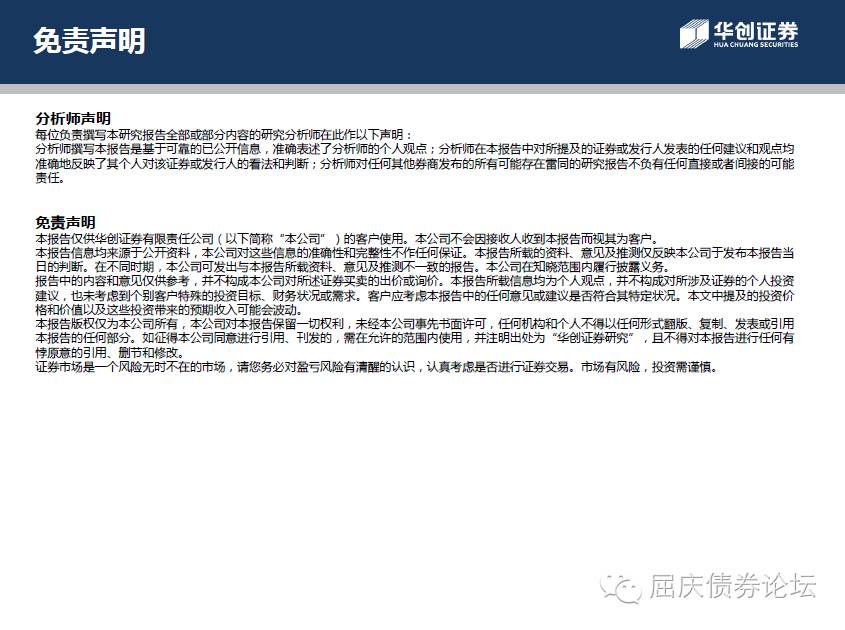 免责声明
华创证券
HUA CHUANG SECURITIES
分析师声明
每位负责撰写本研究报告全部或部分内容的研究分析师在此作以下声明：
分析师撰写本报告是基于可靠的已公开信息，准确表述了分析师的个人观点；分析师在本报告中对所提及的证券或发行人发表的任何建议和观点均
准确地反映了其个人对该证券或发行人的看法和判断；分析师对任何其他券商发布的所有可能存在雷同的研究报告不负有任何直接或者间接的可能
责任。
免责声明
本报告仅供华创证券有限责任公司（以下简称“本公司”）的客户使用。本公司不会因接收人收到本报告而视其为客户。
本报告信息均来源于公开资料，本公司对这些信息的准确性和完整性不作任何保证。本报告所载的资料、意见及推测仅反映本公司于发布本报告当
日的判断。在不同时期，本公司可发出与本报告所载资料、意见及推测不一致的报告。本公司在知晓范围内履行披露义务。
报告中的内容和意见仅供参考，并不构成本公司对所述证券买卖的出价或询价。本报告所载信息均为个人观点，并不构成对所涉及证券的个人投资
建议，也未考虑到个别客户特殊的投资目标、财务状况或需求。客户应考虑本报告中的任何意见或建议是否符合其特定状况。本文中提及的投资价
格和价值以及这些投资带来的预期收入可能会波动。
本报告版权仅为本公司所有，本公司对本报告保留一切权利，未经本公司事先书面许可，任何机构和个人不得以任何形式翻版、复制、发表或引用
本报告的任何部分。如征得本公司同意进行引用、刊发的，需在允许的范围内使用，并注明出处为“华创证券研究”，且不得对本报告进行任何有
悖原意的引用、删节和修改。
证券市场是一个风险无时不在的市场，请您务必对盈亏风险有清醒的认识，认真考虑是否进行证券交易。市场有风险，投资需谨慎。
屈庆债券论坛